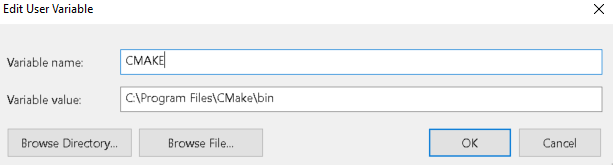 Edit User Variable
Variable name: CMAKE
Variable value: C:\Program Files\CMake\bin
Browse Directory... Browse File... OK Cancel